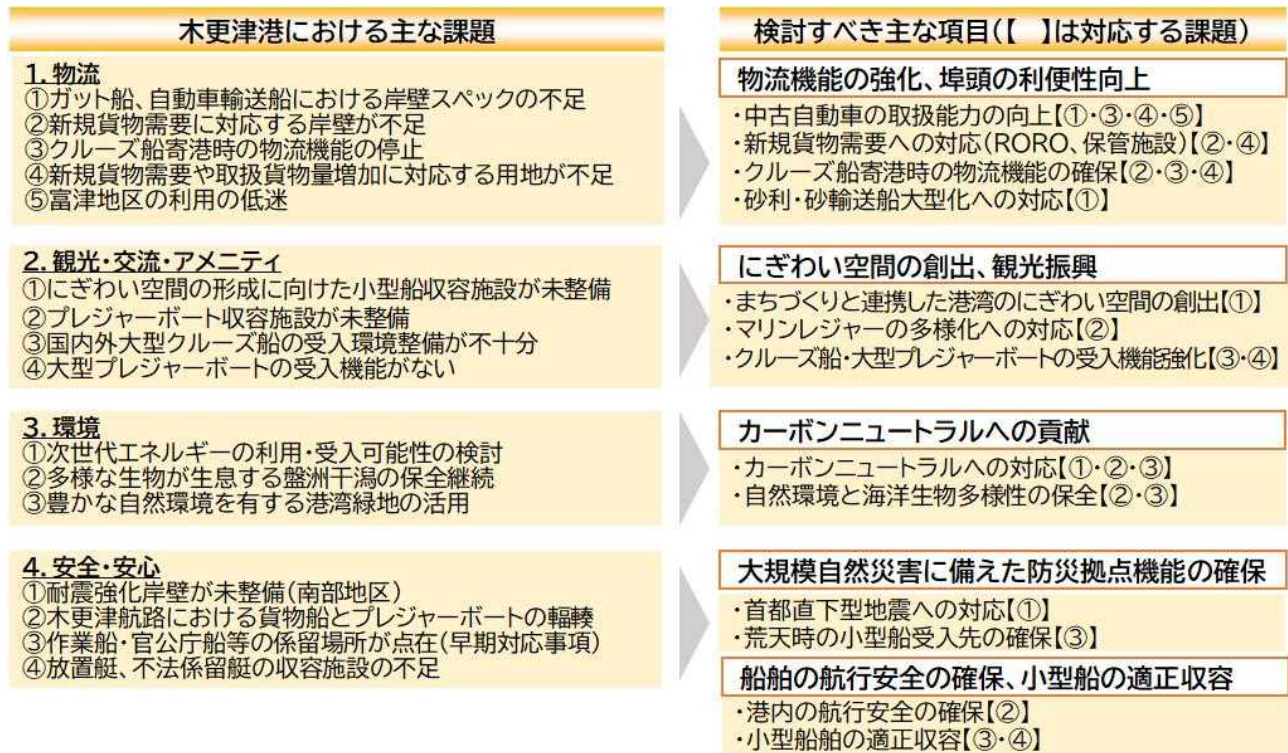 木更津港における主な課題
1.物流
①ガット船、自動車輸送船における岸壁スペックの不足
②新規貨物需要に対応する岸壁が不足
③クルーズ船寄港時の物流機能の停止
④新規貨物需要や取扱貨物量増加に対応する用地が不足
⑤富津地区の利用の低迷
2.観光・交流・アメニティ
①にぎわい空間の形成に向けた小型船収容施設が未整備
②プレジャーボート収容施設が未整備
③国内外大型クルーズ船の受入環境整備が不十分
④大型プレジャーボートの受入機能がない
3.環境
①次世代エネルギーの利用・受入可能性の検討
②多様な生物が生息する盤洲干潟の保全継続
③豊かな自然環境を有する港湾緑地の活用
4.安全・安心
①耐震強化岸壁が未整備(南部地区)
②木更津航路における貨物船とプレジャーボートの輻輳
③作業船・官公庁船等の係留場所が点在(早期対応事項)
④放置艇、不法係留艇の収容施設の不足
検討すべき主な項目(【 】は対応する課題)
物流機能の強化、埠頭の利便性向上
・中古自動車の取扱能力の向上【①・③・④・⑤】
・新規貨物需要への対応(RORO、保管施設)【②・④】
・クルーズ船寄港時の物流機能の確保【②・③・④】
・砂利・砂輸送船大型化への対応【①】
にぎわい空間の創出、観光振興
・まちづくりと連携した港湾のにぎわい空間の創出【①】
・マリンレジャーの多様化への対応【②】
・クルーズ船・大型プレジャーボートの受入機能強化【③・④】
カーボンニュートラルへの貢献
・カーボンニュートラルへの対応【①・②・③】
・自然環境と海洋生物多様性の保全【②・③】
大規模自然災害に備えた防災拠点機能の確保
・首都直下型地震への対応【①】
・荒天時の小型船受入先の確保【③】
船舶の航行安全の確保、小型船の適正収容
・港内の航行安全の確保【②】
・小型船舶の適正収容【③・④】